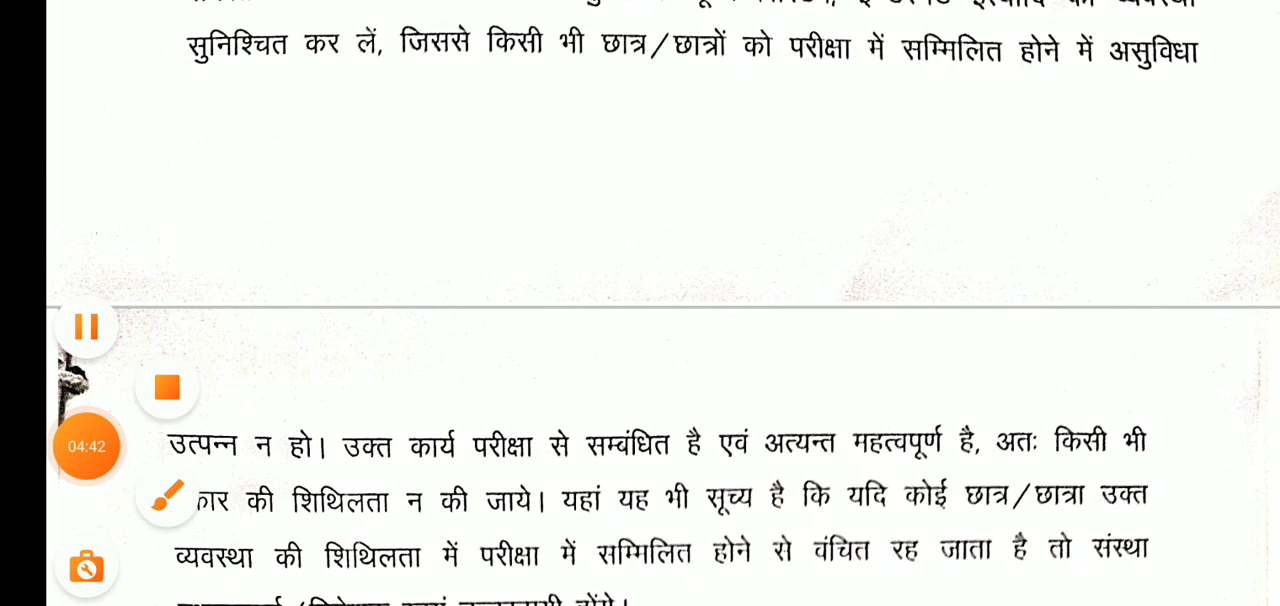 सुनिश्चित कर लें, जिससे किसी भी छात्र/छात्रों को परीक्षा में सम्मिलित होने में असुविधा
उत्पन्न न हो। उक्त कार्य परीक्षा से सम्बंधित है एवं अत्यन्त महत्वपूर्ण है, अतः किसी भी
04:42
की शिथिलता न की जाये। यहां यह भी सूच्य है कि यदि कोई छात्र/छात्रा उक्त
व्यवस्था की शिथिलता में परीक्षा में सम्मिलित होने से वंचित रह जाता है तो संस्था